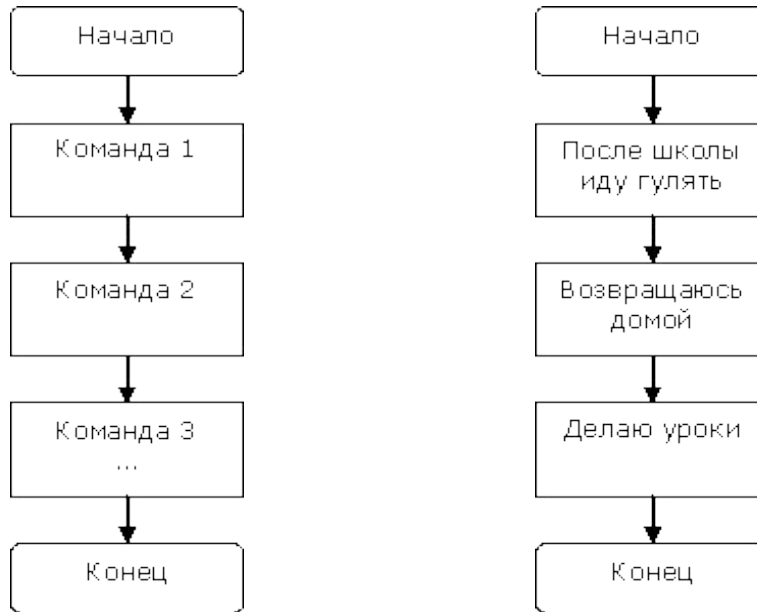 Начало
Команда 1
Команда 2
Команда 3
...
Конец
Начало
После школы
иду гулять
Возвращаюсь
домой
Делаю уроки
Конец